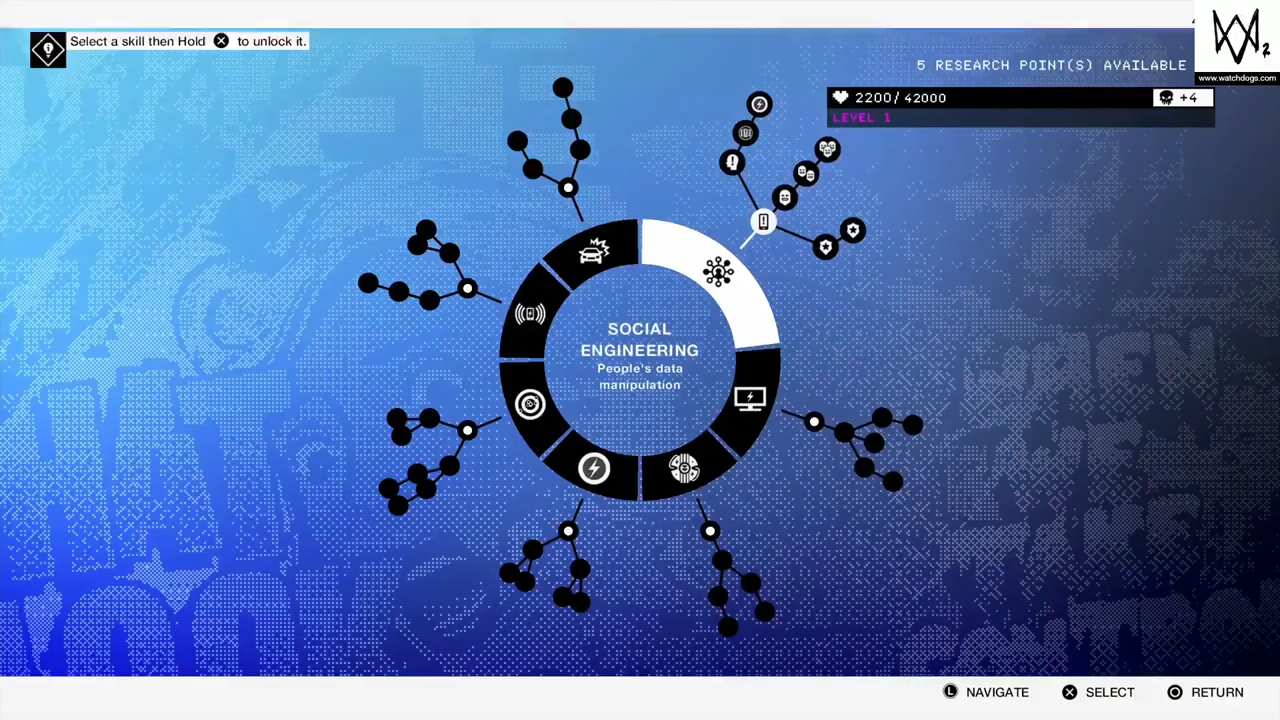 Select a skill then Hold ⓧ to unlock it.
2
www.watchdogs.com
5 RESEARCH POINT(S) AVAILABLE
2200/ 42000
+4
LEVEL 1
SOCIAL
ENGINEERING
People's data
manipulation
L NAVIGATE
SELECT
RETURN